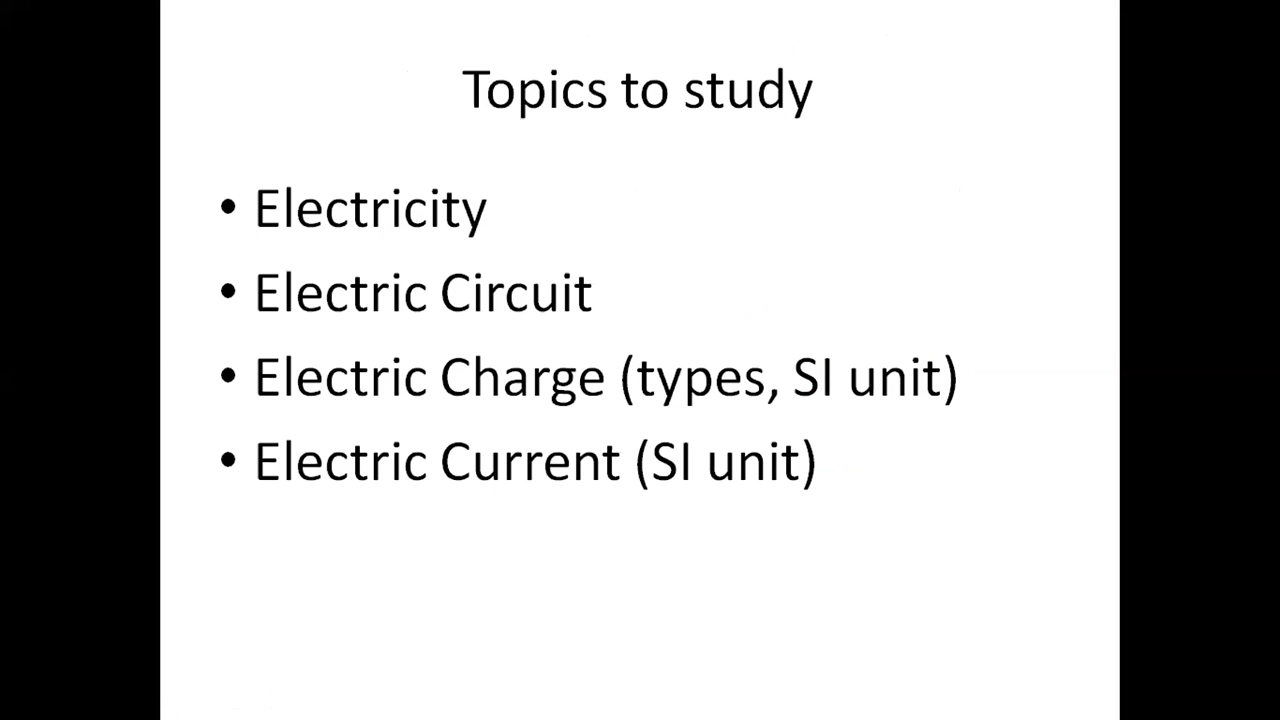 Topics to study
• Electricity
• Electric Circuit
• Electric Charge (types, SI unit)
• Electric Current (SI unit)